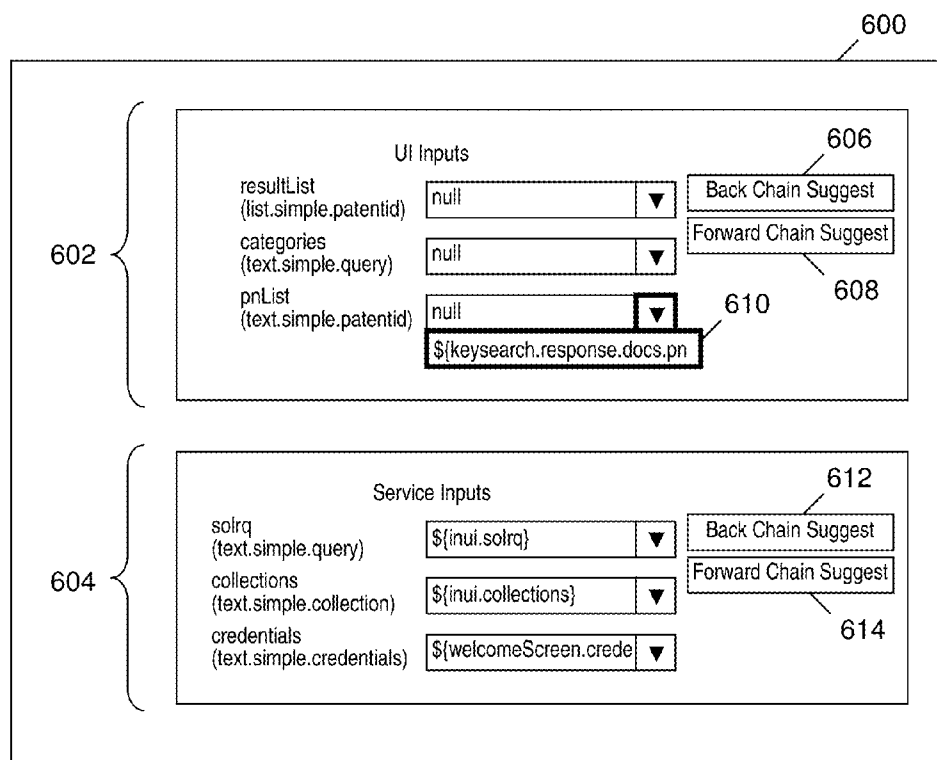 600
UI Inputs
606
resultList
(list.simple.patentid)
null
▼
Back Chain Suggest
Forward Chain Suggest
602
categories
(text.simple.query)
null
▼
608
pnList
(text.simple.patentid)
null
▼
610
${keysearch.response.docs.pn
Service Inputs
612
solrq
(text.simple.query)
${inui.solrq}
▼
Back Chain Suggest
Forward Chain Suggest
604
collections
(text.simple.collection)
${inui.collections}
▼
614
credentials
(text.simple.credentials)
${welcomeScreen.crede
▼